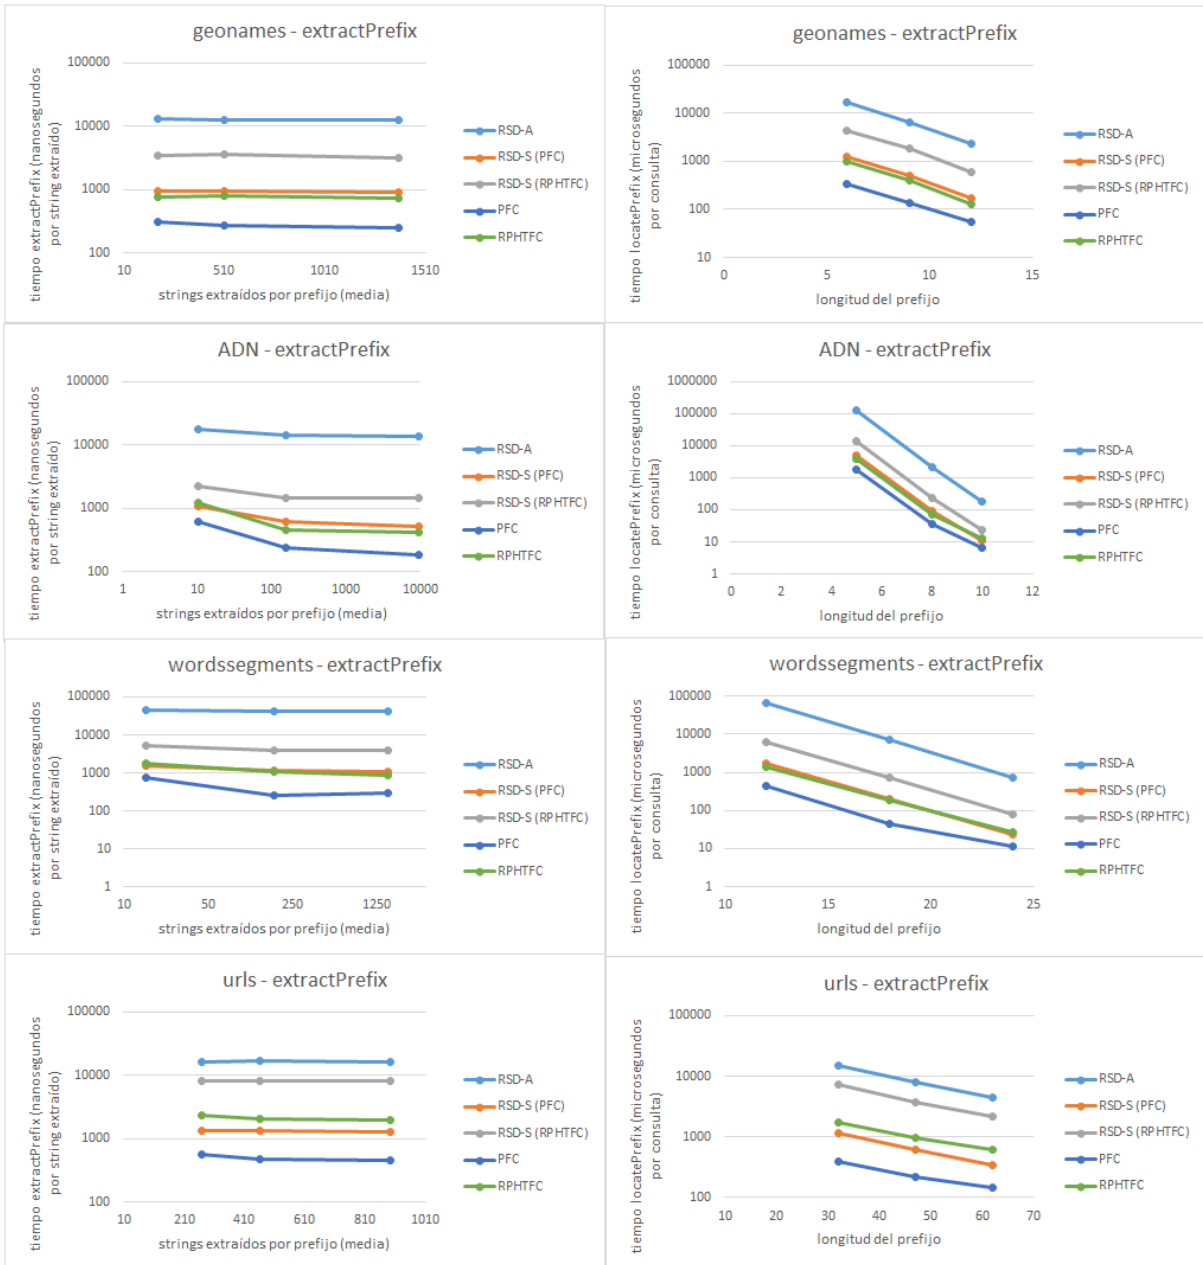 geonames - extractPrefix
tiempo extractPrefix (nanosegundos
por string extraído)
100000
10000
1000
100
10 510 1010 1510
strings extraídos por prefijo (media)
RSD-A
RSD-S (PFC)
RSD-S (RPHTFC)
PFC
RPHTFC
geonames - extractPrefix
tiempo locatePrefix (microsegundos
por consulta)
100000
10000
1000
100
10
0 5 10 15
longitud del prefijo
RSD-A
RSD-S (PFC)
RSD-S (RPHTFC)
PFC
RPHTFC
ADN - extractPrefix
tiempo extractPrefix (nanosegundos
por string extraído)
100000
10000
1000
100
1 10 100 1000 10000
strings extraídos por prefijo (media)
RSD-A
RSD-S (PFC)
RSD-S (RPHTFC)
PFC
RPHTFC
ADN - extractPrefix
tiempo locatePrefix (microsegundos
por consulta)
1000000
100000
10000
1000
100
10
1
0 2 4 6 8 10 12
longitud del prefijo
RSD-A
RSD-S (PFC)
RSD-S (RPHTFC)
PFC
RPHTFC
wordssegments - extractPrefix
tiempo extractPrefix (nanosegundos
por string extraído)
100000
10000
1000
100
10
1
10 50 250 1250
strings extraídos por prefijo (media)
RSD-A
RSD-S (PFC)
RSD-S (RPHTFC)
PFC
RPHTFC
wordssegments - extractPrefix
tiempo locatePrefix (microsegundos
por consulta)
100000
10000
1000
100
10
1
10 15 20 25
longitud del prefijo
RSD-A
RSD-S (PFC)
RSD-S (RPHTFC)
PFC
RPHTFC
urls - extractPrefix
tiempo extractPrefix (nanosegundos
por string extraído)
100000
10000
1000
100
10 210 410 610 810 1010
strings extraídos por prefijo (media)
RSD-A
RSD-S (PFC)
RSD-S (RPHTFC)
PFC
RPHTFC
urls - extractPrefix
tiempo locatePrefix (microsegundos
por consulta)
100000
10000
1000
100
10 20 30 40 50 60 70
longitud del prefijo
RSD-A
RSD-S (PFC)
RSD-S (RPHTFC)
PFC
RPHTFC